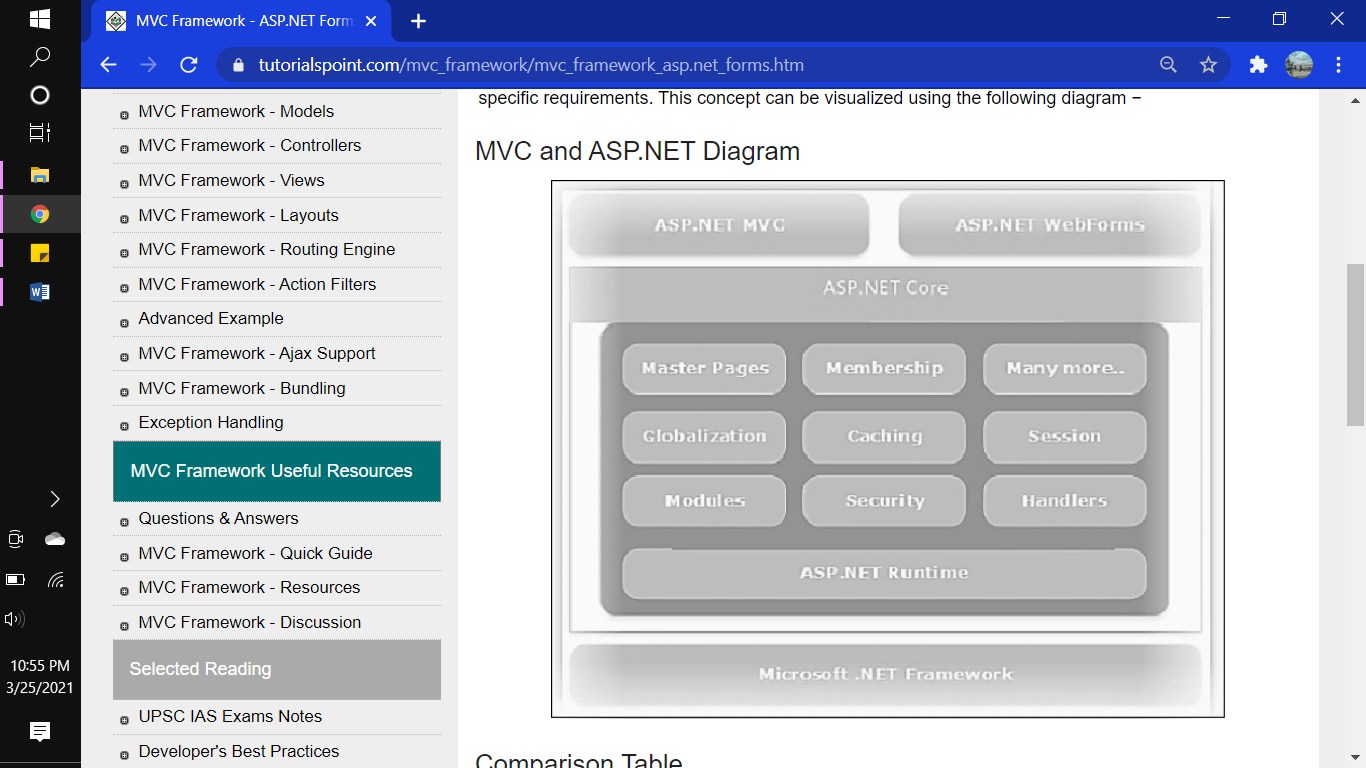 MVC Framework - ASP.NET Form
tutorialspoint.com/mvc_framework/mvc_framework_asp.net_forms.htm
MVC Framework - Models
MVC Framework - Controllers
MVC Framework - Views
MVC Framework - Layouts
MVC Framework - Routing Engine
MVC Framework - Action Filters
Advanced Example
MVC Framework - Ajax Support
MVC Framework - Bundling
Exception Handling
MVC Framework Useful Resources
Questions & Answers
MVC Framework - Quick Guide
MVC Framework - Resources
MVC Framework - Discussion
Selected Reading
UPSC IAS Exams Notes
Developer's Best Practices
specific requirements. This concept can be visualized using the following diagram −
MVC and ASP.NET Diagram
ASP.NET MVC
ASP.NET WebForms
ASP.NET Core
Master Pages
Membership
Many more..
Globalization
Caching
Session
Modules
Security
Handlers
ASP.NET Runtime
Microsoft .NET Framework
Comparison Table
10:55 PM
3/25/2021